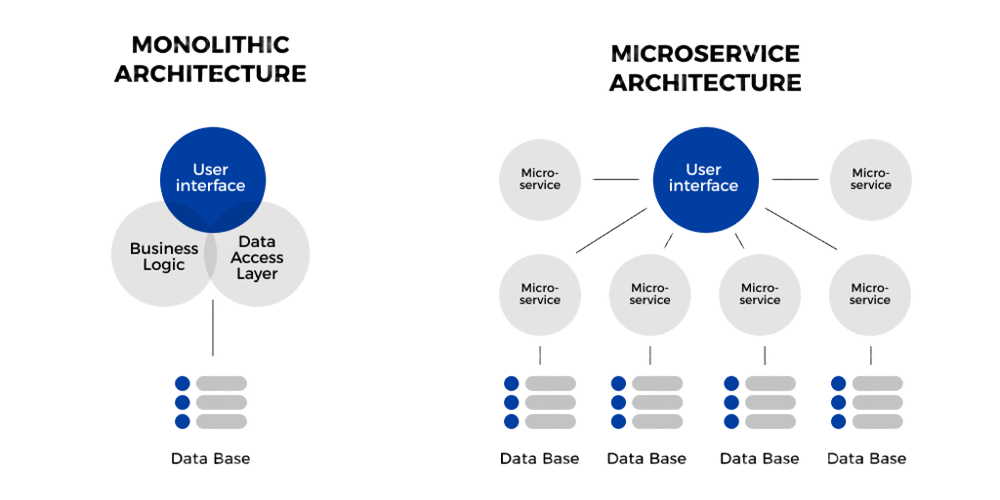 MONOLITHIC
ARCHITECTURE
User
interface
Business
Logic
Data
Access
Layer
Data Base
MICROSERVICE
ARCHITECTURE
Micro-
service
User
interface
Micro-
service
Micro-
service
Micro-
service
Micro-
service
Micro-
service
Data Base
Data Base
Data Base
Data Base